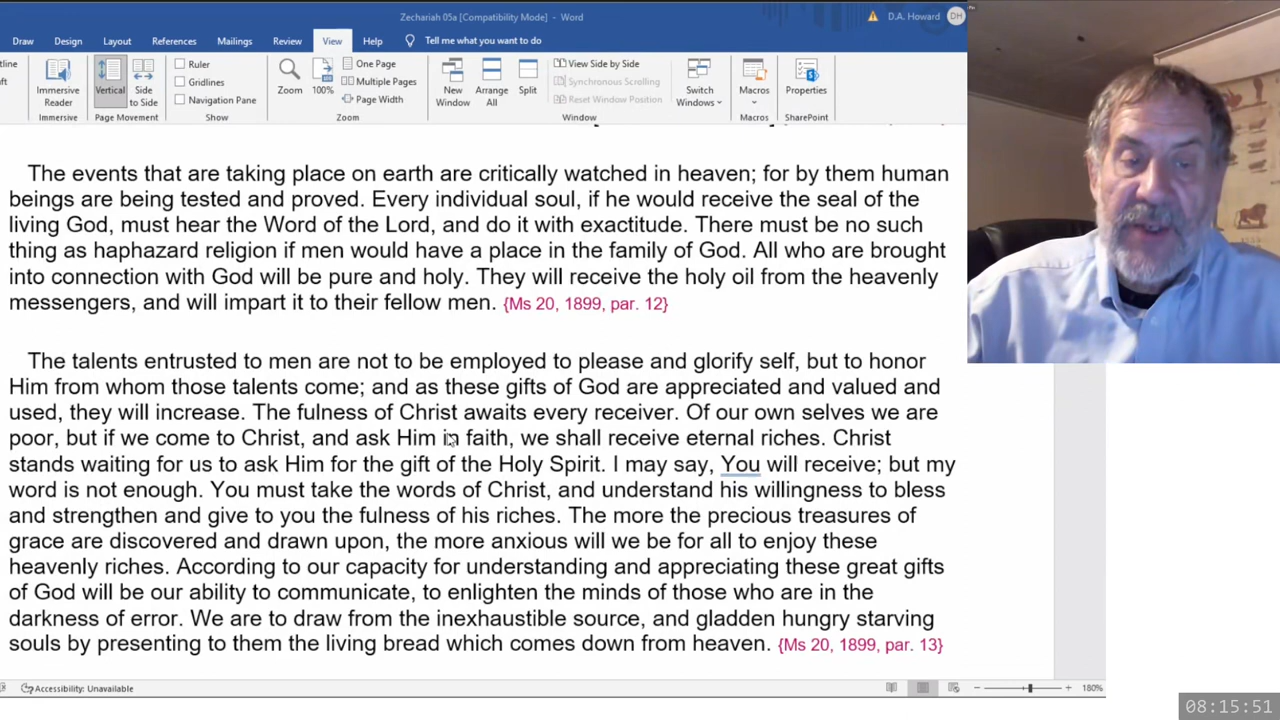 Zechariah 05a [Compatibility Mode] - Word
D.A. Howard DH
Draw Design Layout References Mailings Review View Help Tell me what you want to do
Immersive Reader
Immersive
Vertical
Side to Side
Page Movement
Ruler
Gridlines
Navigation Pane
Show
Zoom
100%
One Page
Multiple Pages
Page Width
Zoom
New Window
Arrange All
Split
View Side by Side
Synchronous Scrolling
Reset Window Position
Window
Switch Windows
Macros
Macros
Properties
SharePoint
The events that are taking place on earth are critically watched in heaven; for by them human
beings are being tested and proved. Every individual soul, if he would receive the seal of the
living God, must hear the Word of the Lord, and do it with exactitude. There must be no such
thing as haphazard religion if men would have a place in the family of God. All who are brought
into connection with God will be pure and holy. They will receive the holy oil from the heavenly
messengers, and will impart it to their fellow men. {Ms 20, 1899, par. 12}
The talents entrusted to men are not to be employed to please and glorify self, but to honor
Him from whom those talents come; and as these gifts of God are appreciated and valued and
used, they will increase. The fulness of Christ awaits every receiver. Of our own selves we are
poor, but if we come to Christ, and ask Him in faith, we shall receive eternal riches. Christ
stands waiting for us to ask Him for the gift of the Holy Spirit. I may say, You will receive; but my
word is not enough. You must take the words of Christ, and understand his willingness to bless
and strengthen and give to you the fulness of his riches. The more the precious treasures of
grace are discovered and drawn upon, the more anxious will we be for all to enjoy these
heavenly riches. According to our capacity for understanding and appreciating these great gifts
of God will be our ability to communicate, to enlighten the minds of those who are in the
darkness of error. We are to draw from the inexhaustible source, and gladden hungry starving
souls by presenting to them the living bread which comes down from heaven. {Ms 20, 1899, par. 13}
Accessibility: Unavailable
180%
08:15:51